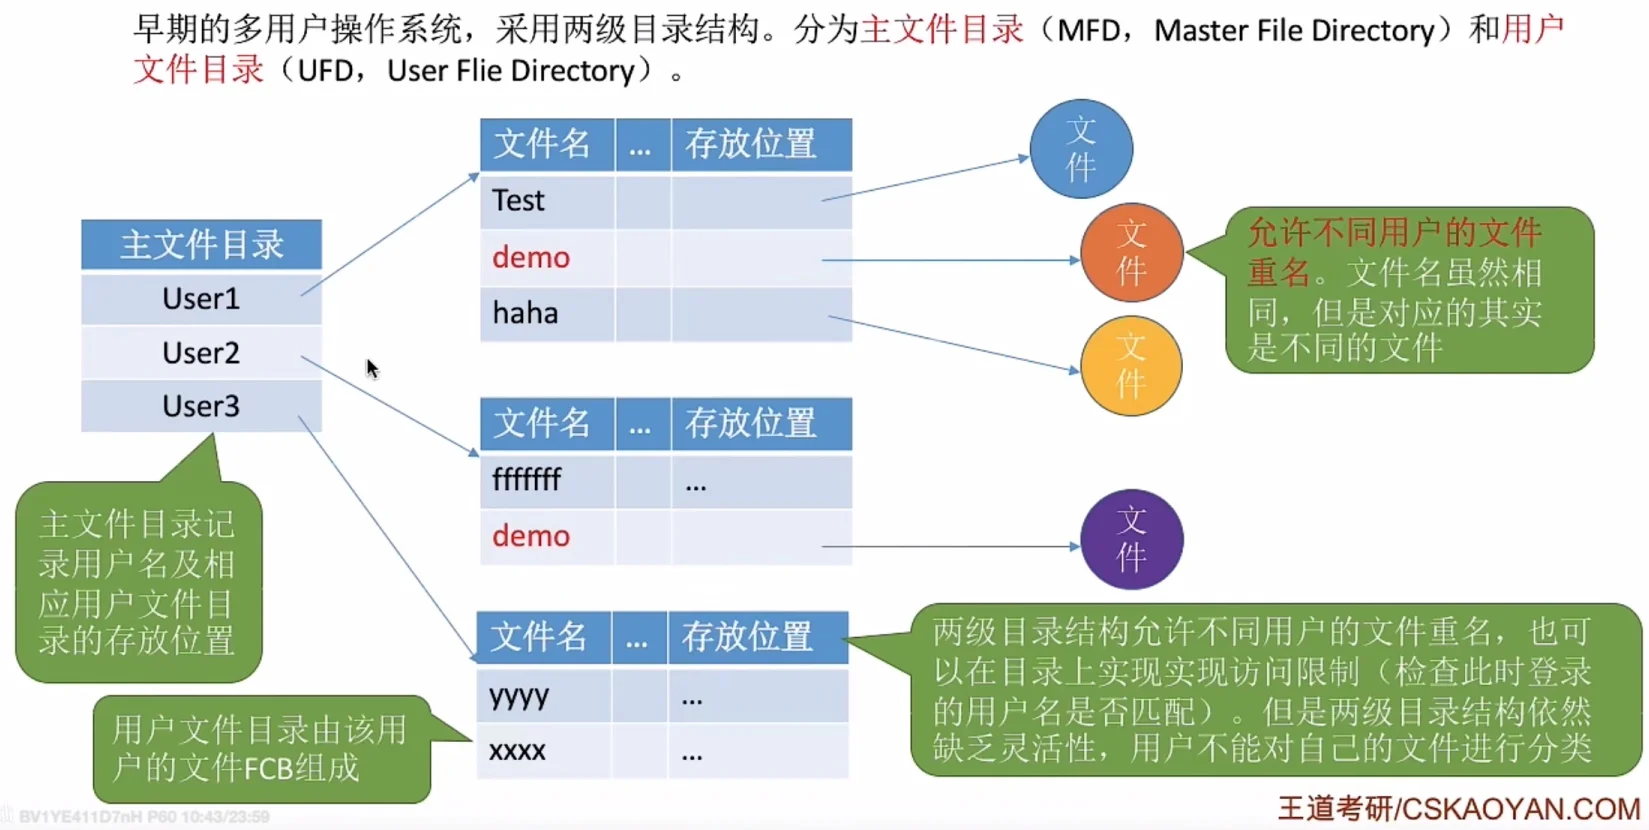 早期的多用户操作系统，采用两级目录结构。分为主文件目录（MFD，Master File Directory）和用户
文件目录（UFD，User Flie Directory）。
主文件目录
User1
User2
User3
主文件目录记
录用户名及相
应用户文件目
录的存放位置
文件名 ... 存放位置
Test
demo
haha
文
件
文
件
文
件
允许不同用户的文件
重名。文件名虽然相
同，但是对应的其实
是不同的文件
文件名 ... 存放位置
fffffff ...
demo
文
件
文件名 ... 存放位置
yyyy ...
xxxx ...
用户文件目录由该用
户的文件FCB组成
两级目录结构允许不同用户的文件重名，也可
以在目录上实现实现访问限制（检查此时登录
的用户名是否匹配）。但是两级目录结构依然
缺乏灵活性，用户不能对自己的文件进行分类
BV1YE411D7nH P60 10:43/23:59
王道考研/CSKAOYAN.COM